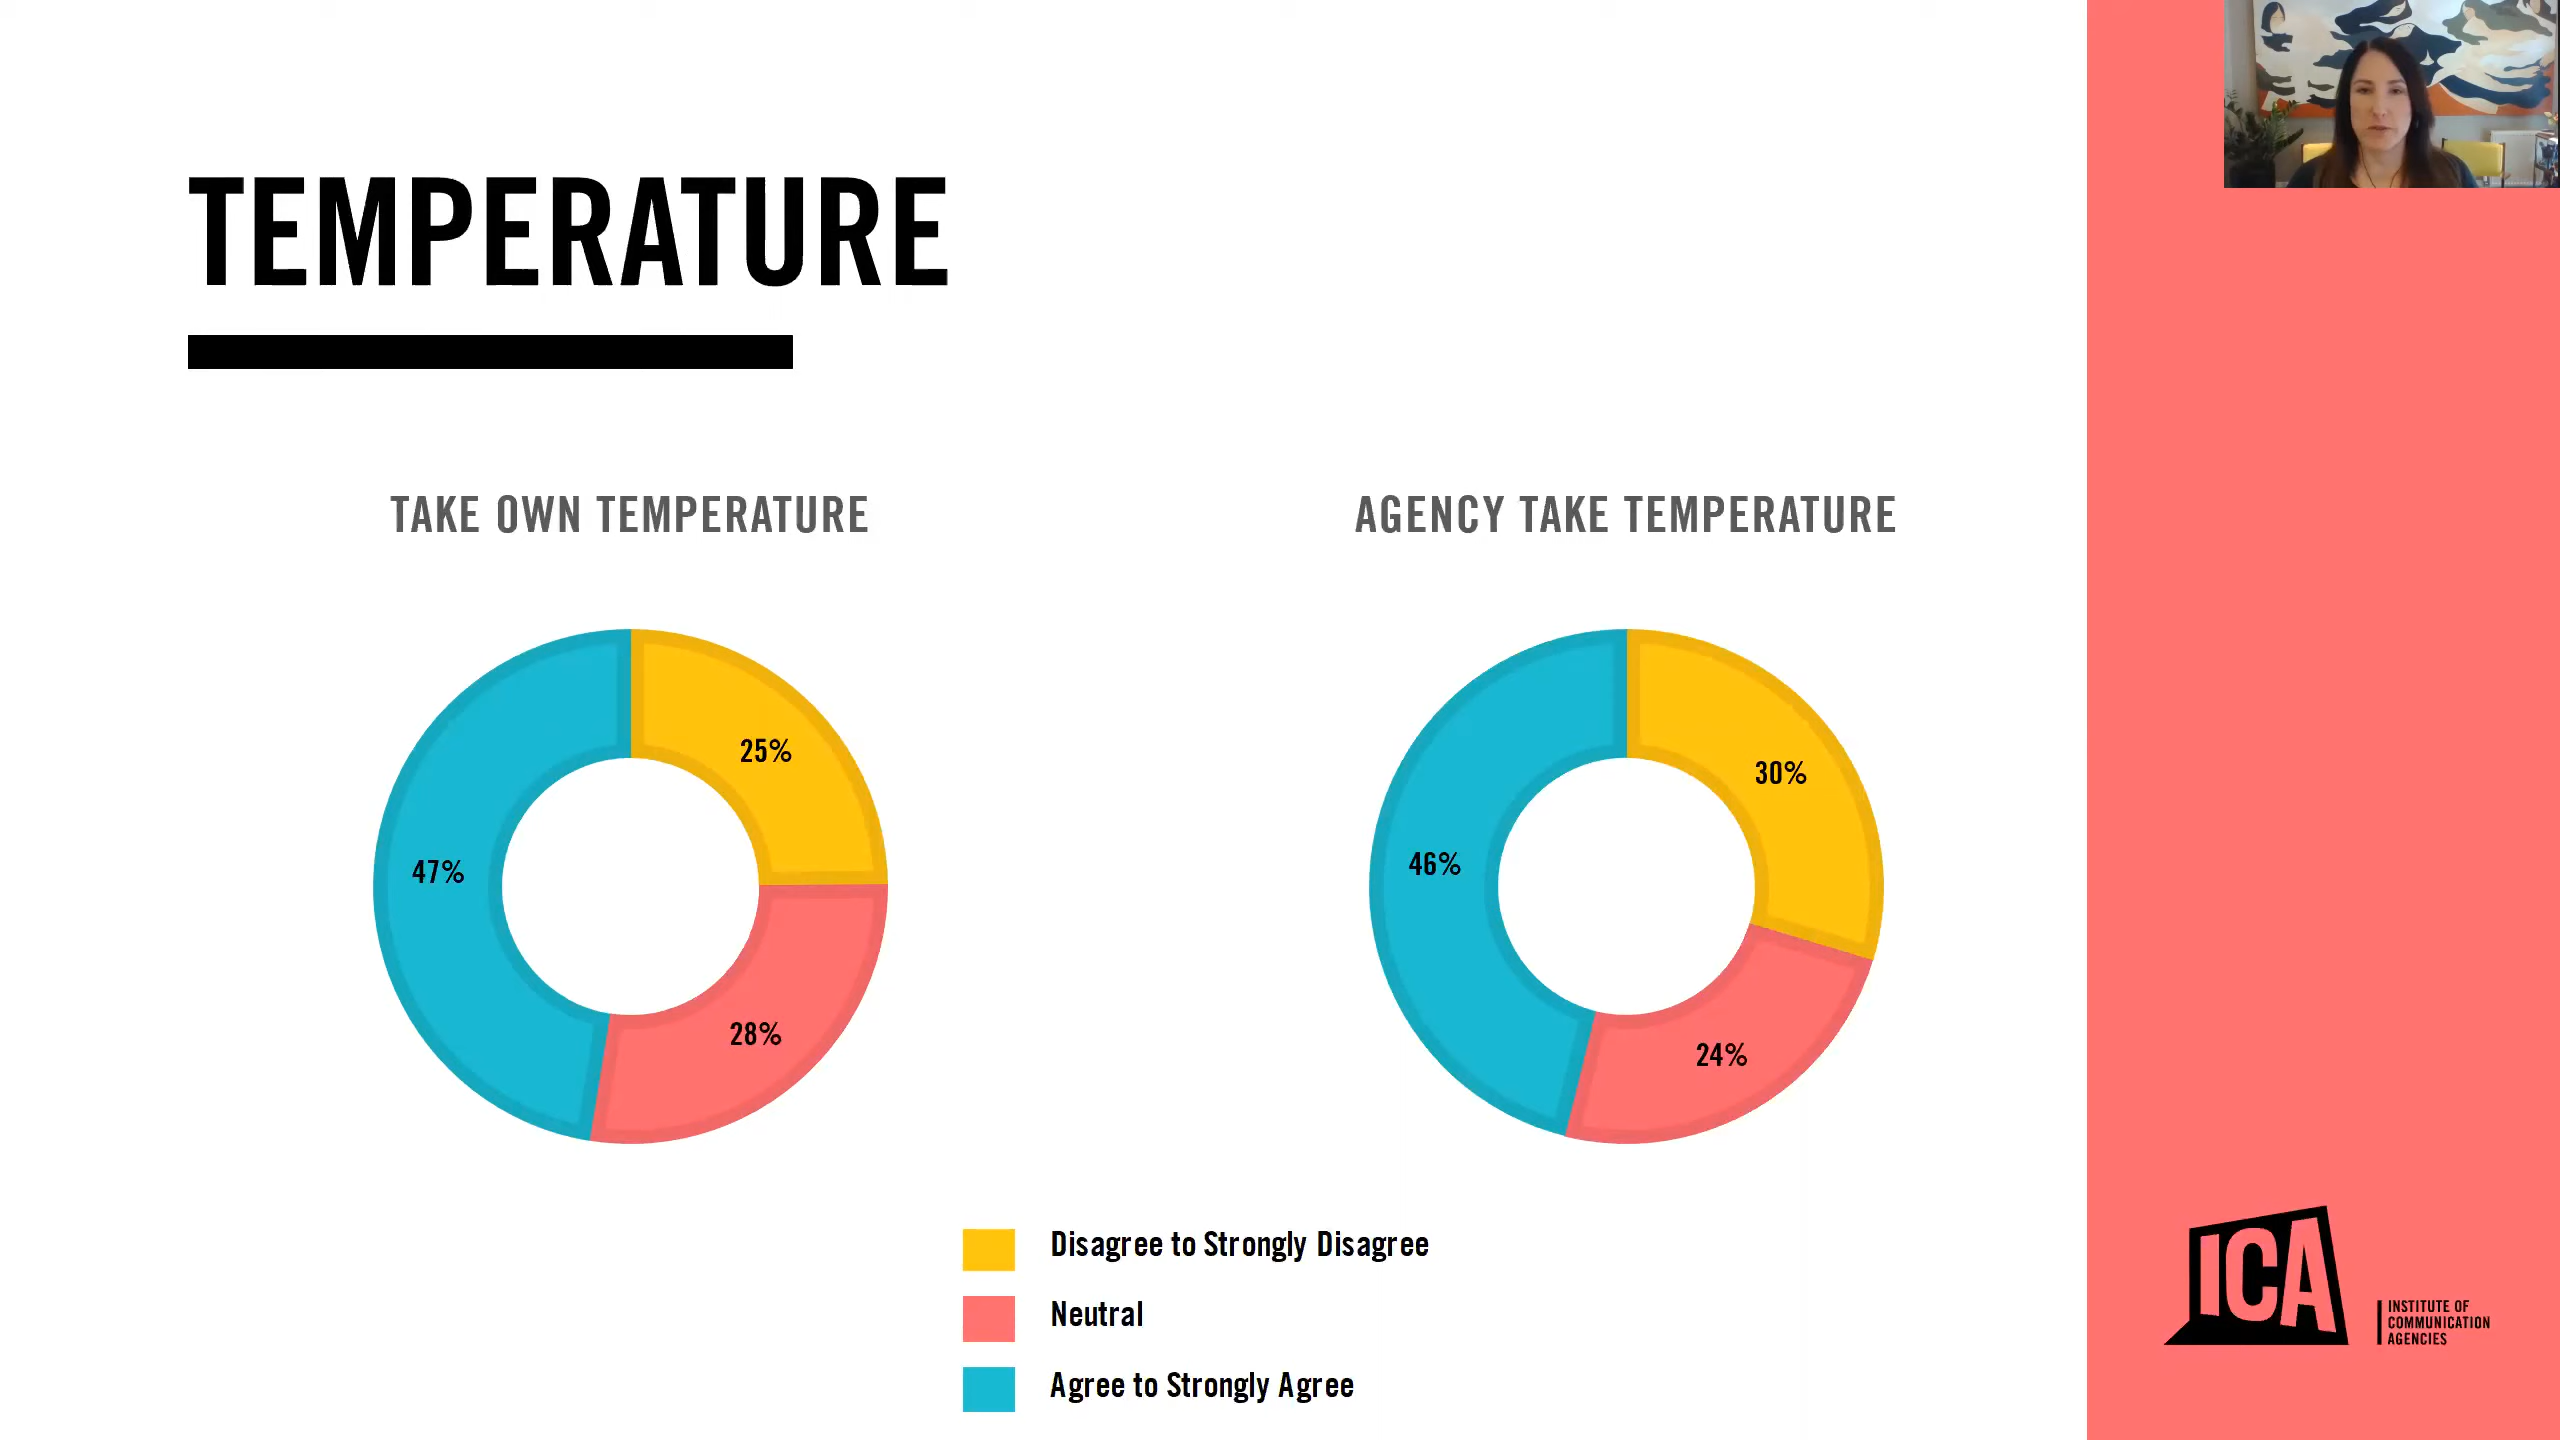 TEMPERATURE
TAKE OWN TEMPERATURE
AGENCY TAKE TEMPERATURE
25%
47%
28%
30%
46%
24%
Disagree to Strongly Disagree
Neutral
Agree to Strongly Agree
ICA
INSTITUTE OF
COMMUNICATION
AGENCIES